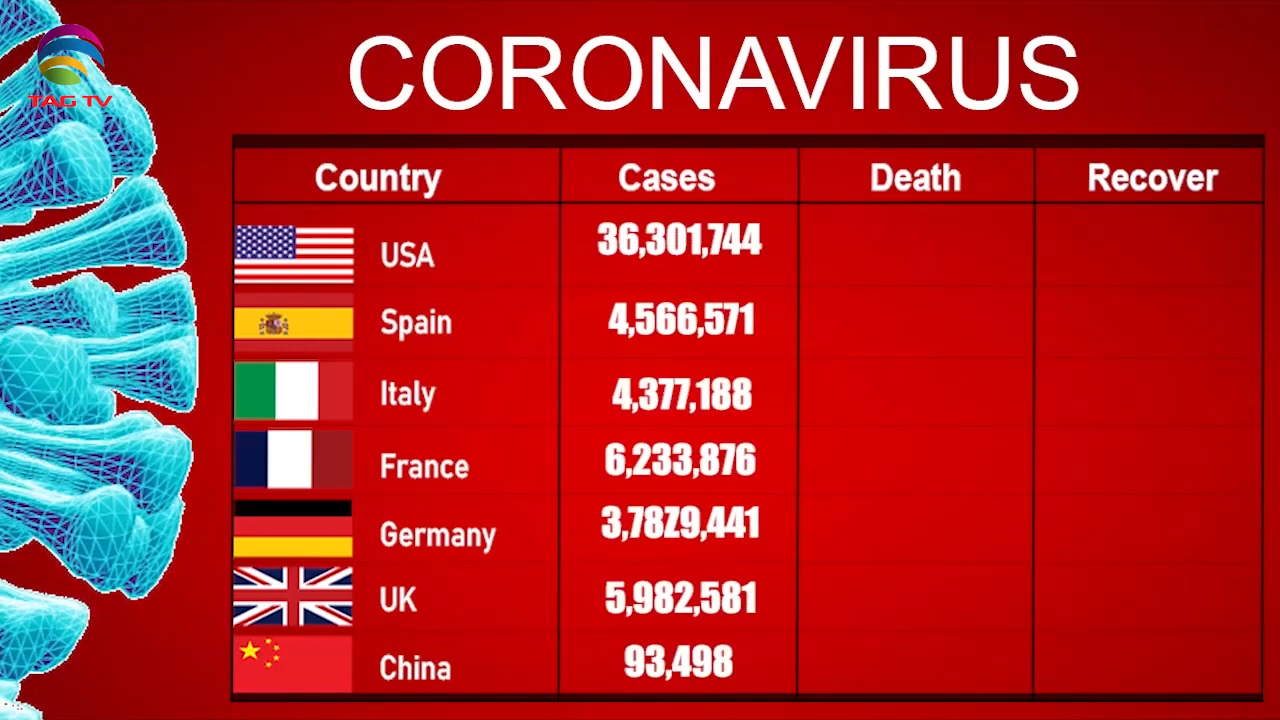 TAG TV
CORONAVIRUS
Country Cases Death Recover
USA 36,301,744
Spain 4,566,571
Italy 4,377,188
France 6,233,876
Germany 3,78Z9,441
UK 5,982,581
China 93,498